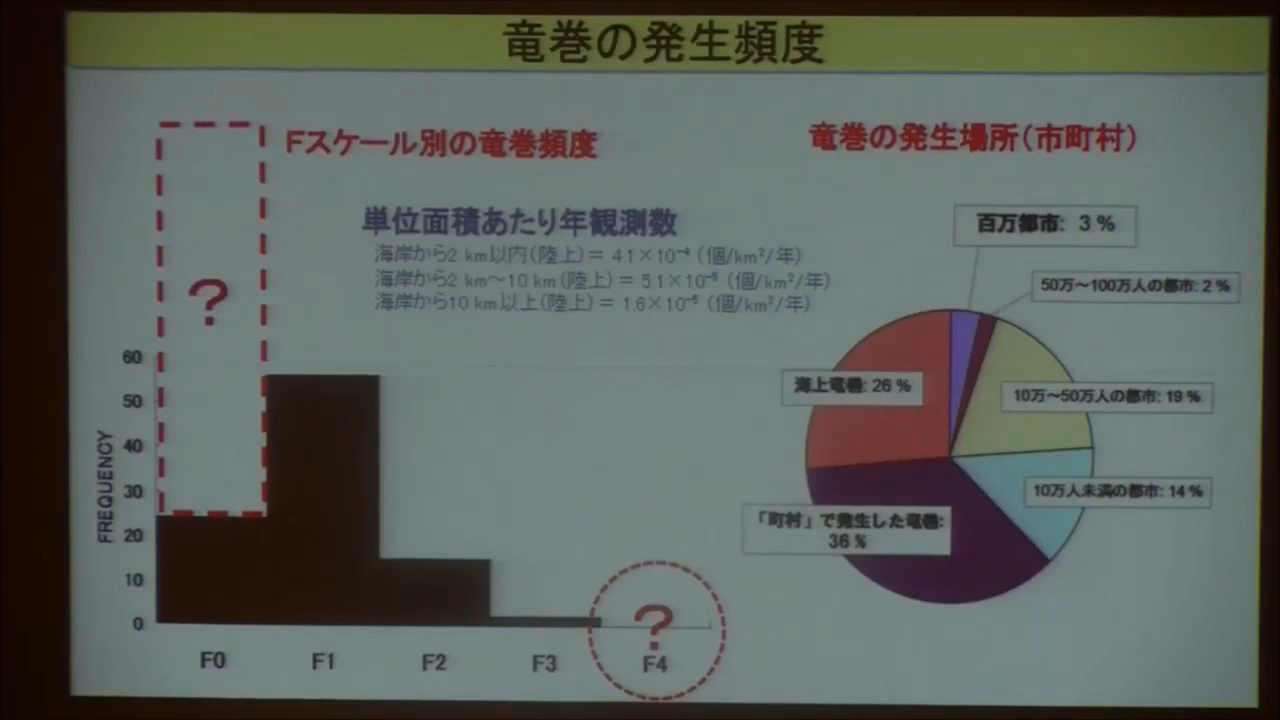 竜巻の発生頻度
Fスケール別の竜巻頻度
単位面積あたり年観測数
海岸から2 km以内(陸上) = 4.1×10⁻⁴ (個/km²/年)
海岸から2 km～10 km(陸上) = 5.1×10⁻⁵ (個/km²/年)
海岸から10 km以上(陸上) = 1.6×10⁻⁵ (個/km²/年)
?
60
50
40
30
20
10
0
FREQUENCY
F0 F1 F2 F3 F4
?
竜巻の発生場所(市町村)
百万都市: 3 %
50万～100万人の都市: 2 %
10万～50万人の都市: 19 %
10万人未満の都市: 14 %
「町村」で発生した竜巻:
36 %
海上竜巻: 26 %